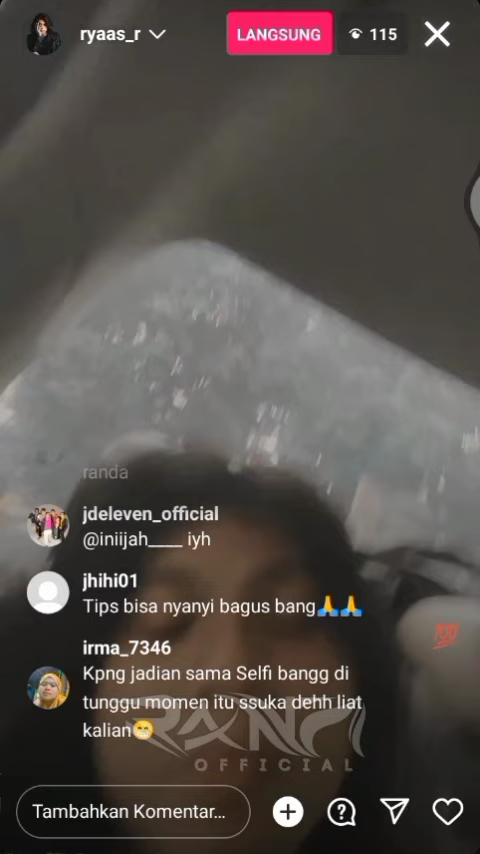 ryaas_r
LANGSUNG
115
randa
jdeleven_official
@iniijah____ iyh
jhihi01
Tips bisa nyanyi bagus bang🙏🙏
💯
irma_7346
Kpng jadian sama Selfi bangg di
tunggu momen itu ssuka dehh liat
kalian😁
OFFICIAL
Tambahkan Komentar...